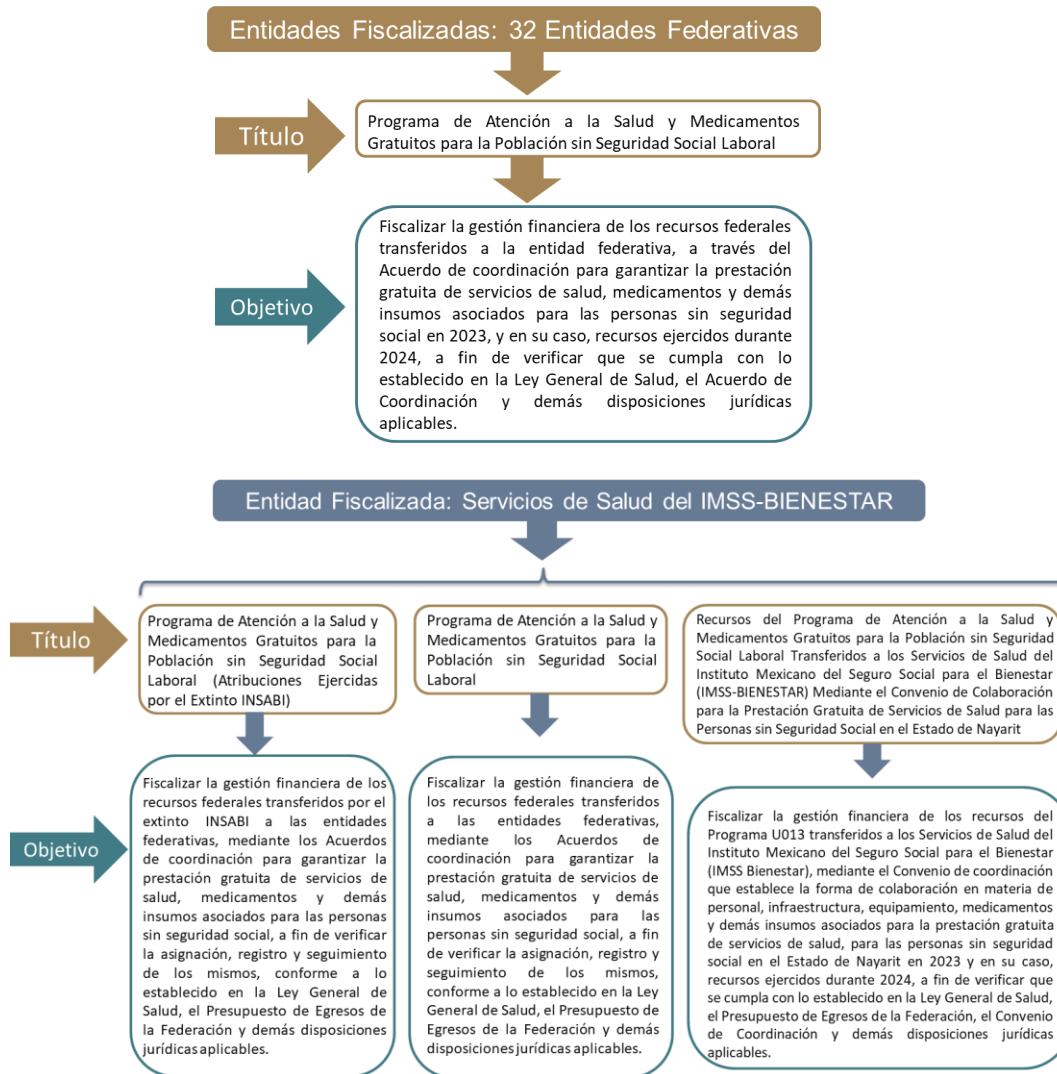 Entidades Fiscalizadas: 32 Entidades Federativas
Título
Programa de Atención a la Salud y Medicamentos
Gratuitos para la Población sin Seguridad Social Laboral
Objetivo
Fiscalizar la gestión financiera de los recursos federales
transferidos a la entidad federativa, a través del
Acuerdo de coordinación para garantizar la prestación
gratuita de servicios de salud, medicamentos y demás
insumos asociados para las personas sin seguridad
social en 2023, y en su caso, recursos ejercidos durante
2024, a fin de verificar que se cumpla con lo
establecido en la Ley General de Salud, el Acuerdo de
Coordinación y demás disposiciones jurídicas
aplicables.
Entidad Fiscalizada: Servicios de Salud del IMSS-BIENESTAR
Título
Programa de Atención a la Salud y
Medicamentos Gratuitos para la
Población sin Seguridad Social
Laboral (Atribuciones Ejercidas
por el Extinto INSABI)
Programa de Atención a la Salud y
Medicamentos Gratuitos para la
Población sin Seguridad Social
Laboral
Recursos del Programa de Atención a la Salud y
Medicamentos Gratuitos para la Población sin Seguridad
Social Laboral Transferidos a los Servicios de Salud del
Instituto Mexicano del Seguro Social para el Bienestar
(IMSS-BIENESTAR) Mediante el Convenio de Colaboración
para la Prestación Gratuita de Servicios de Salud para las
Personas sin Seguridad Social en el Estado de Nayarit
Objetivo
Fiscalizar la gestión financiera de los
recursos federales transferidos por el
extinto INSABI a las entidades
federativas, mediante los Acuerdos
de coordinación para garantizar la
prestación gratuita de servicios de
salud, medicamentos y demás
insumos asociados para las personas
sin seguridad social, a fin de verificar
la asignación, registro y seguimiento
de los mismos, conforme a lo
establecido en la Ley General de
Salud, el Presupuesto de Egresos de
la Federación y demás disposiciones
jurídicas aplicables.
Fiscalizar la gestión financiera de
los recursos federales transferidos
a las entidades federativas,
mediante los Acuerdos de
coordinación para garantizar la
prestación gratuita de servicios de
salud, medicamentos y demás
insumos asociados para las
personas sin seguridad social, a fin
de verificar la asignación, registro y
seguimiento de los mismos,
conforme a lo establecido en la Ley
General de Salud, el Presupuesto de
Egresos de la Federación y demás
disposiciones jurídicas aplicables.
Fiscalizar la gestión financiera de los recursos del
Programa U013 transferidos a los Servicios de Salud del
Instituto Mexicano del Seguro Social para el Bienestar
(IMSS Bienestar), mediante el Convenio de coordinación
que establece la forma de colaboración en materia de
personal, infraestructura, equipamiento, medicamentos
y demás insumos asociados para la prestación gratuita
de servicios de salud, para las personas sin seguridad
social en el Estado de Nayarit en 2023 y en su caso,
recursos ejercidos durante 2024, a fin de verificar que
se cumpla con lo establecido en la Ley General de Salud,
el Presupuesto de Egresos de la Federación, el Convenio
de Coordinación y demás disposiciones jurídicas
aplicables.